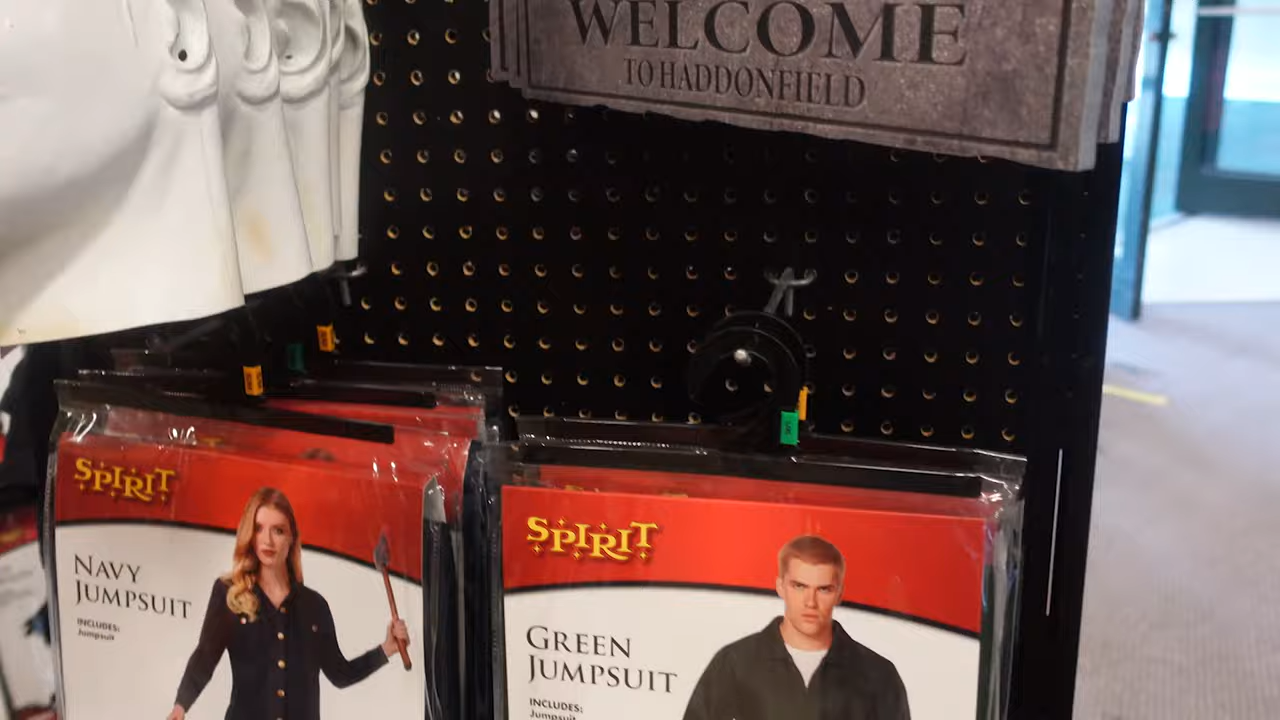 WELCOME
TO HADDONFIELD
SPIRIT
NAVY
JUMPSUIT
INCLUDES:
Jumpsuit
SPIRIT
GREEN
JUMPSUIT
INCLUDES:
Jumpsuit